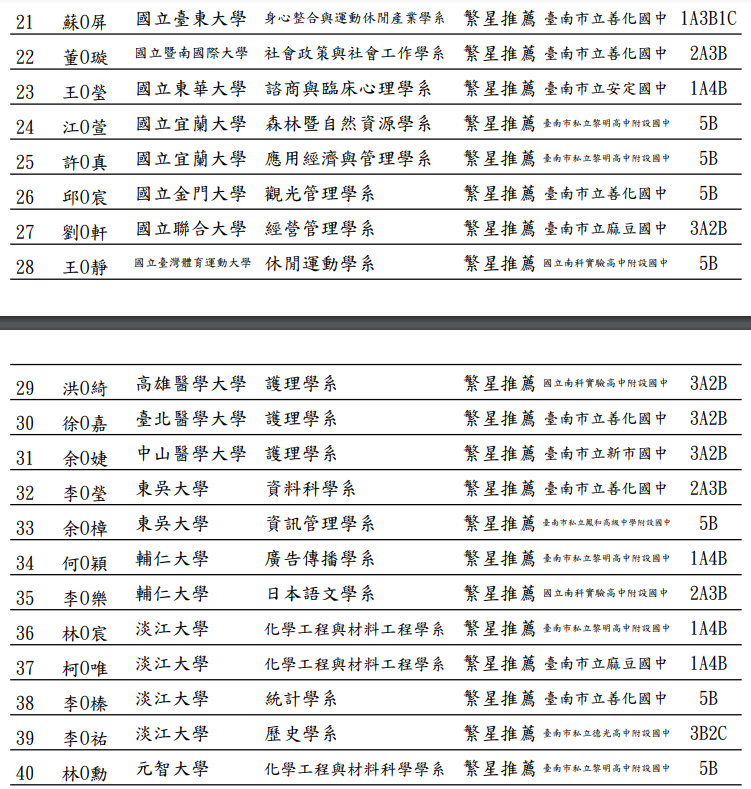 21 蘇O屏 國立臺東大學 身心整合與運動休閒產業學系 繁星推薦 臺南市立善化國中 1A3B1C
22 董O璇 國立暨南國際大學 社會政策與社會工作學系 繁星推薦 臺南市立善化國中 2A3B
23 王O瑩 國立東華大學 諮商與臨床心理學系 繁星推薦 臺南市立安定國中 1A4B
24 江O萱 國立宜蘭大學 森林暨自然資源學系 繁星推薦 臺南市私立黎明高中附設國中 5B
25 許O真 國立宜蘭大學 應用經濟與管理學系 繁星推薦 臺南市私立黎明高中附設國中 5B
26 邱O宸 國立金門大學 觀光管理學系 繁星推薦 臺南市立善化國中 5B
27 劉O軒 國立聯合大學 經營管理學系 繁星推薦 臺南市立麻豆國中 3A2B
28 王O靜 國立臺灣體育運動大學 休閒運動學系 繁星推薦 國立南科實驗高中附設國中 5B
29 洪O綺 高雄醫學大學 護理學系 繁星推薦 國立南科實驗高中附設國中 3A2B
30 徐O嘉 臺北醫學大學 護理學系 繁星推薦 臺南市立善化國中 3A2B
31 余O婕 中山醫學大學 護理學系 繁星推薦 臺南市立新市國中 3A2B
32 李O瑩 東吳大學 資料科學系 繁星推薦 臺南市立善化國中 2A3B
33 余O樟 東吳大學 資訊管理學系 繁星推薦 臺南市私立鳳和高級中學附設國中 5B
34 何O穎 輔仁大學 廣告傳播學系 繁星推薦 臺南市私立黎明高中附設國中 1A4B
35 李O樂 輔仁大學 日本語文學系 繁星推薦 國立南科實驗高中附設國中 2A3B
36 林O宸 淡江大學 化學工程與材料工程學系 繁星推薦 臺南市私立黎明高中附設國中 1A4B
37 柯O唯 淡江大學 化學工程與材料工程學系 繁星推薦 臺南市立麻豆國中 1A4B
38 李O榛 淡江大學 統計學系 繁星推薦 臺南市立善化國中 5B
39 李O祐 淡江大學 歷史學系 繁星推薦 臺南市私立德光高中附設國中 3B2C
40 林O勳 元智大學 化學工程與材料科學學系 繁星推薦 臺南市私立黎明高中附設國中 5B